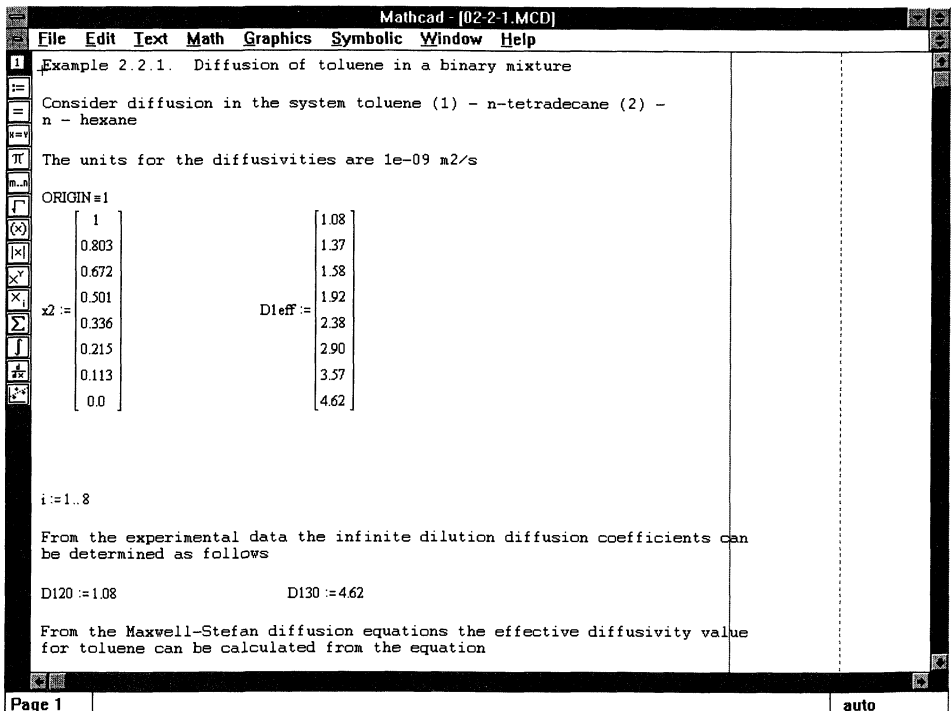 Mathcad - [02-2-1.MCD]
File Edit Text Math Graphics Symbolic Window Help
Example 2.2.1. Diffusion of toluene in a binary mixture
Consider diffusion in the system toluene (1) - n-tetradecane (2) -
n - hexane
The units for the diffusivities are 1e-09 m2/s
ORIGIN ≡ 1
x2 :=
1
0.803
0.672
0.501
0.336
0.215
0.113
0.0
D1eff :=
1.08
1.37
1.58
1.92
2.38
2.90
3.57
4.62
i := 1 .. 8
From the experimental data the infinite dilution diffusion coefficients can
be determined as follows
D120 := 1.08 D130 := 4.62
From the Maxwell-Stefan diffusion equations the effective diffusivity value
for toluene can be calculated from the equation
Page 1 auto
1
:=
=
x=y
π
m..n
√
(x)
|x|
X^Y
X_i
Σ
∫
d/dx